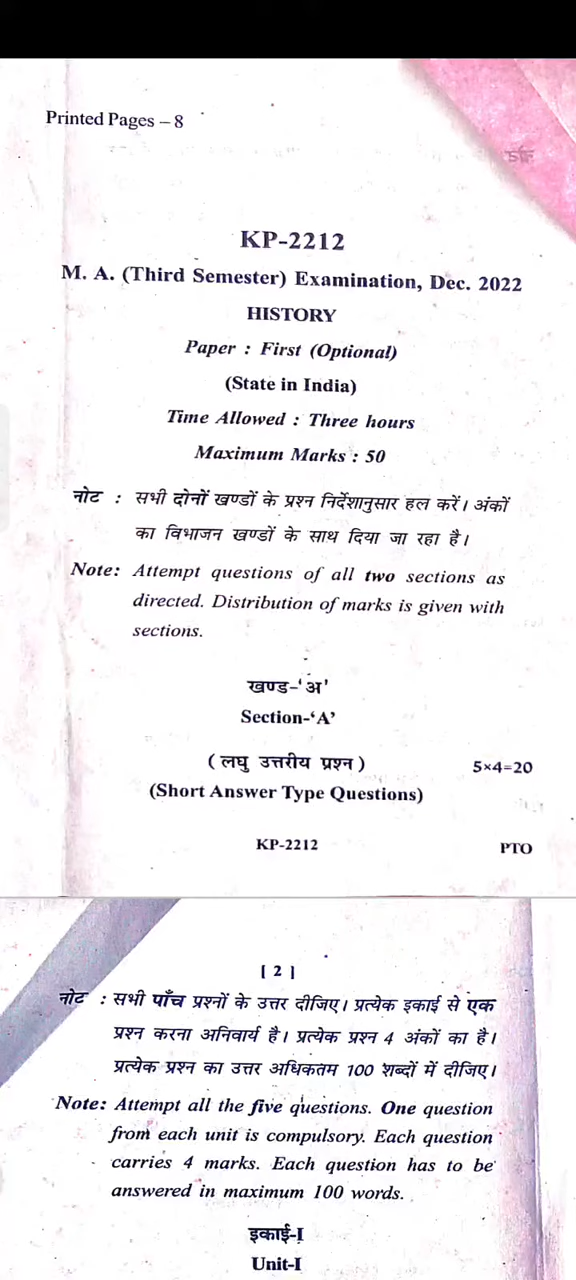 Printed Pages – 8
KP-2212
M. A. (Third Semester) Examination, Dec. 2022
HISTORY
Paper : First (Optional)
(State in India)
Time Allowed : Three hours
Maximum Marks : 50
नोट : सभी दोनों खण्डों के प्रश्न निर्देशानुसार हल करें। अंकों
का विभाजन खण्डों के साथ दिया जा रहा है।
Note: Attempt questions of all two sections as
directed. Distribution of marks is given with
sections.
खण्ड-‘अ’
Section-‘A’
(लघु उत्तरीय प्रश्न) 5×4=20
(Short Answer Type Questions)
KP-2212 PTO
[ 2 ]
नोट : सभी पाँच प्रश्नों के उत्तर दीजिए। प्रत्येक इकाई से एक
प्रश्न करना अनिवार्य है। प्रत्येक प्रश्न 4 अंकों का है।
प्रत्येक प्रश्न का उत्तर अधिकतम 100 शब्दों में दीजिए।
Note: Attempt all the five questions. One question
from each unit is compulsory. Each question
carries 4 marks. Each question has to be
answered in maximum 100 words.
इकाई-I
Unit-I